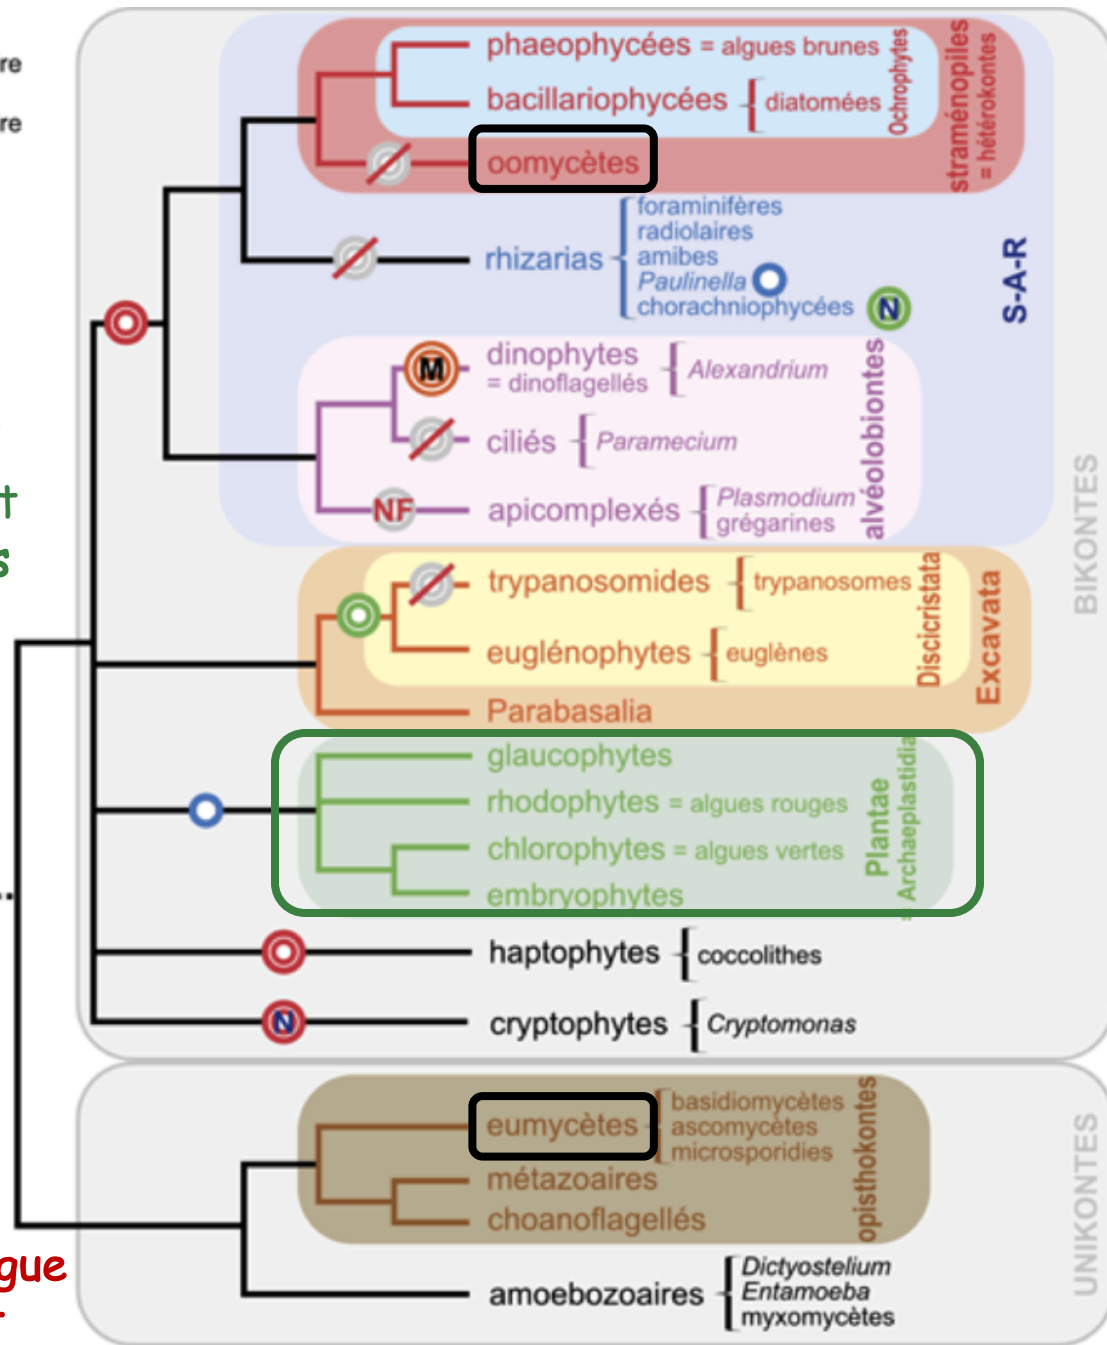 re
re
phaeophycées = algues brunes
bacillariophycées
diatomées
Ochrophytes
oomycètes
straménopiles
= hétérokontes
rhizarias
foraminifères
radiolaires
amibes
Paulinella
chorachniophycées
N
S-A-R
M
dinophytes
= dinoflagellés
Alexandrium
ciliés
Paramecium
NF
apicomplexés
Plasmodium
grégarines
alvéolobiontes
t
s
trypanosomides
trypanosomes
euglénophytes
euglènes
Discicristata
Parabasalia
Excavata
BIKONTES
glaucophytes
rhodophytes = algues rouges
chlorophytes = algues vertes
embryophytes
Plantae
= Archaeplastidia
..
haptophytes
coccolithes
N
cryptophytes
Cryptomonas
eumycètes
basidiomycètes
ascomycètes
microsporidies
métazoaires
choanoflagellés
opisthokontes
UNIKONTES
gue
amoebozoaires
Dictyostelium
Entamoeba
myxomycètes